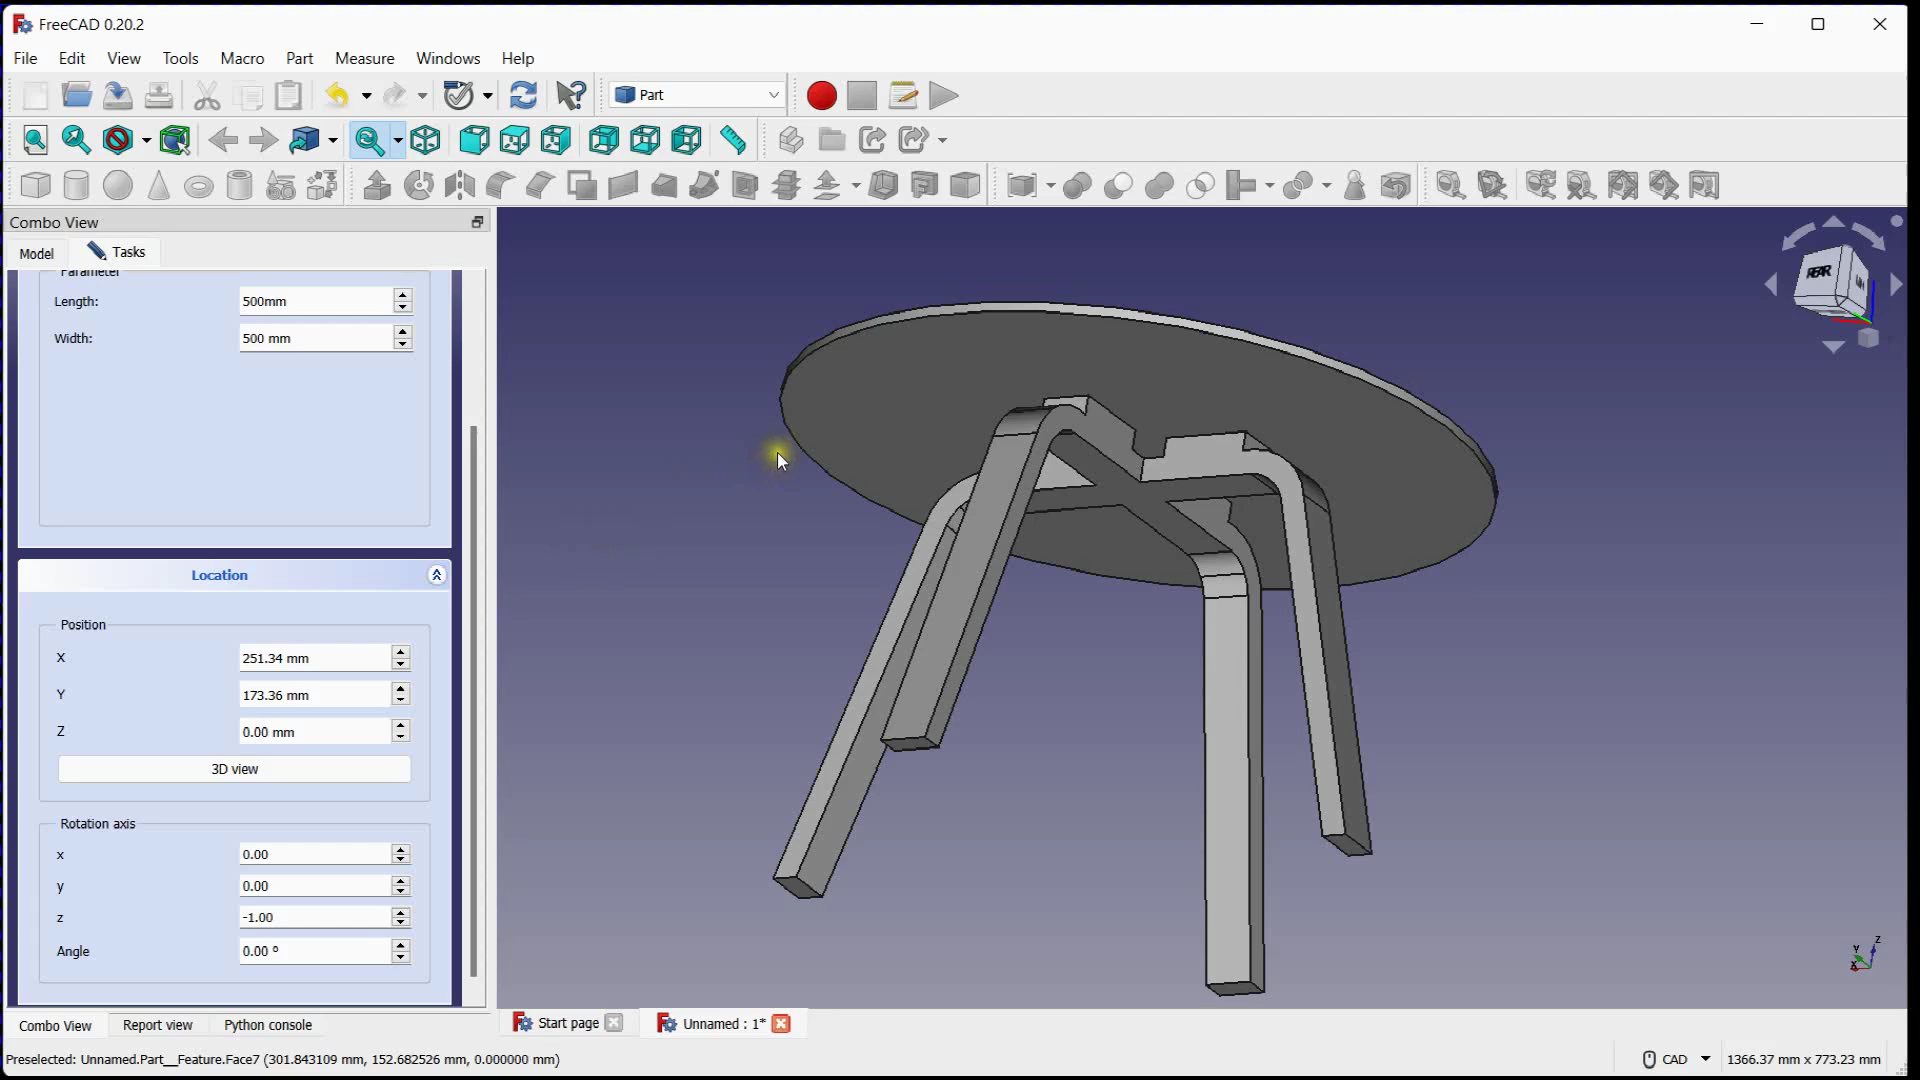 FreeCAD 0.20.2
File Edit View Tools Macro Part Measure Windows Help
Part
Combo View
Model Tasks
Parameter
Length: 500mm
Width: 500 mm
Location
Position
X 251.34 mm
Y 173.36 mm
Z 0.00 mm
3D view
Rotation axis
x 0.00
y 0.00
z -1.00
Angle 0.00 °
REAR
Z
Y
X
Combo View Report view Python console
Start page Unnamed : 1*
Preselected: Unnamed.Part__Feature.Face7 (301.843109 mm, 152.682526 mm, 0.000000 mm)
CAD 1366.37 mm x 773.23 mm